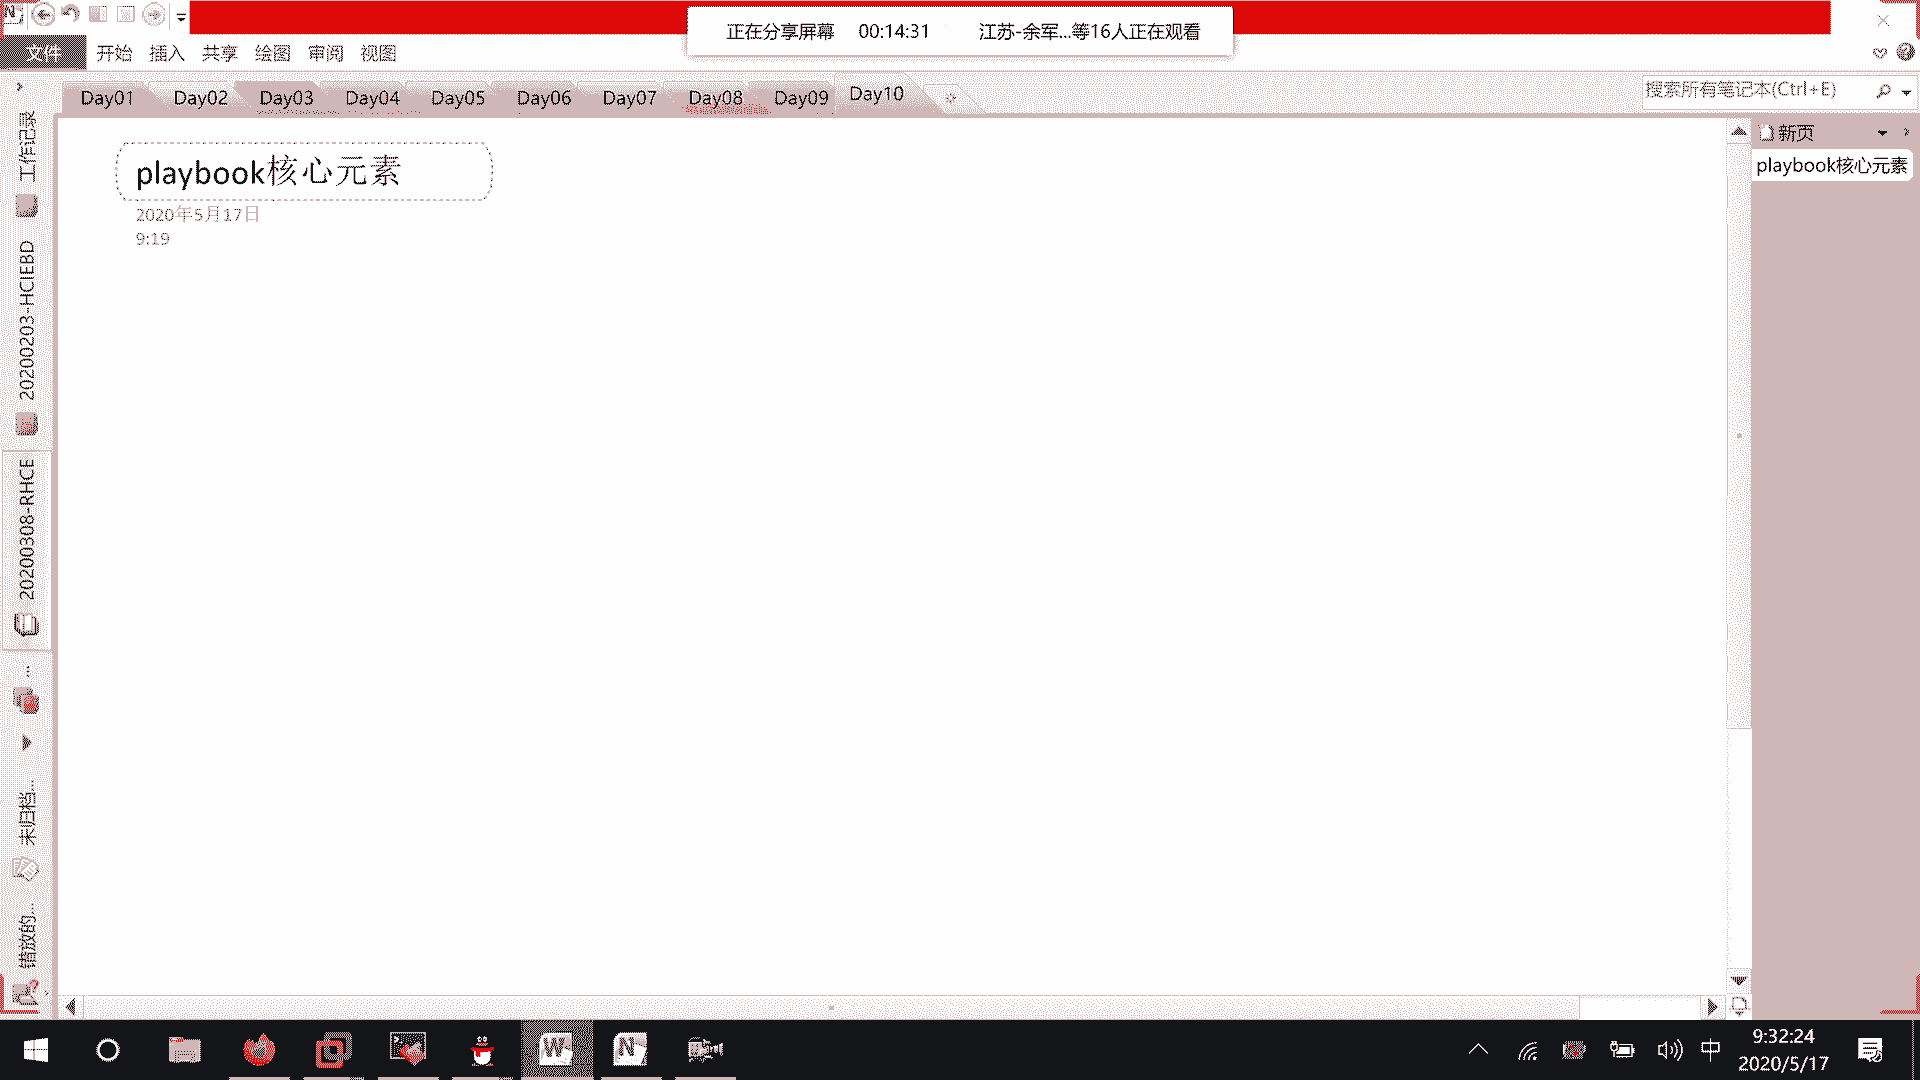 正在分享屏幕 00:14:31 江苏-余军...等16人正在观看
文件 开始 插入 共享 绘图 审阅 视图
Day01 Day02 Day03 Day04 Day05 Day06 Day07 Day08 Day09 Day10
搜索所有笔记本(Ctrl+E)
工作记录
20200203-HCIEBD
20200308-RHCE
...
未归档...
错放的...
playbook核心元素
2020年5月17日
9:19
新页
playbook核心元素
中
9:32:24
2020/5/17